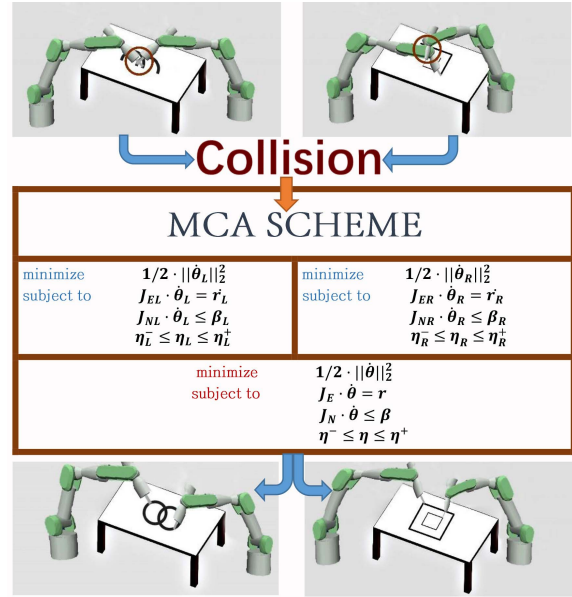 Collision
MCA SCHEME
minimize 1/2 · ||θ̇_L||₂²
subject to J_EL · θ̇_L = ṙ_L
J_NL · θ̇_L ≤ β_L
η_L⁻ ≤ η_L ≤ η_L⁺
minimize 1/2 · ||θ̇_R||₂²
subject to J_ER · θ̇_R = ṙ_R
J_NR · θ̇_R ≤ β_R
η_R⁻ ≤ η_R ≤ η_R⁺
minimize 1/2 · ||θ̇||₂²
subject to J_E · θ̇ = r
J_N · θ̇ ≤ β
η⁻ ≤ η ≤ η⁺